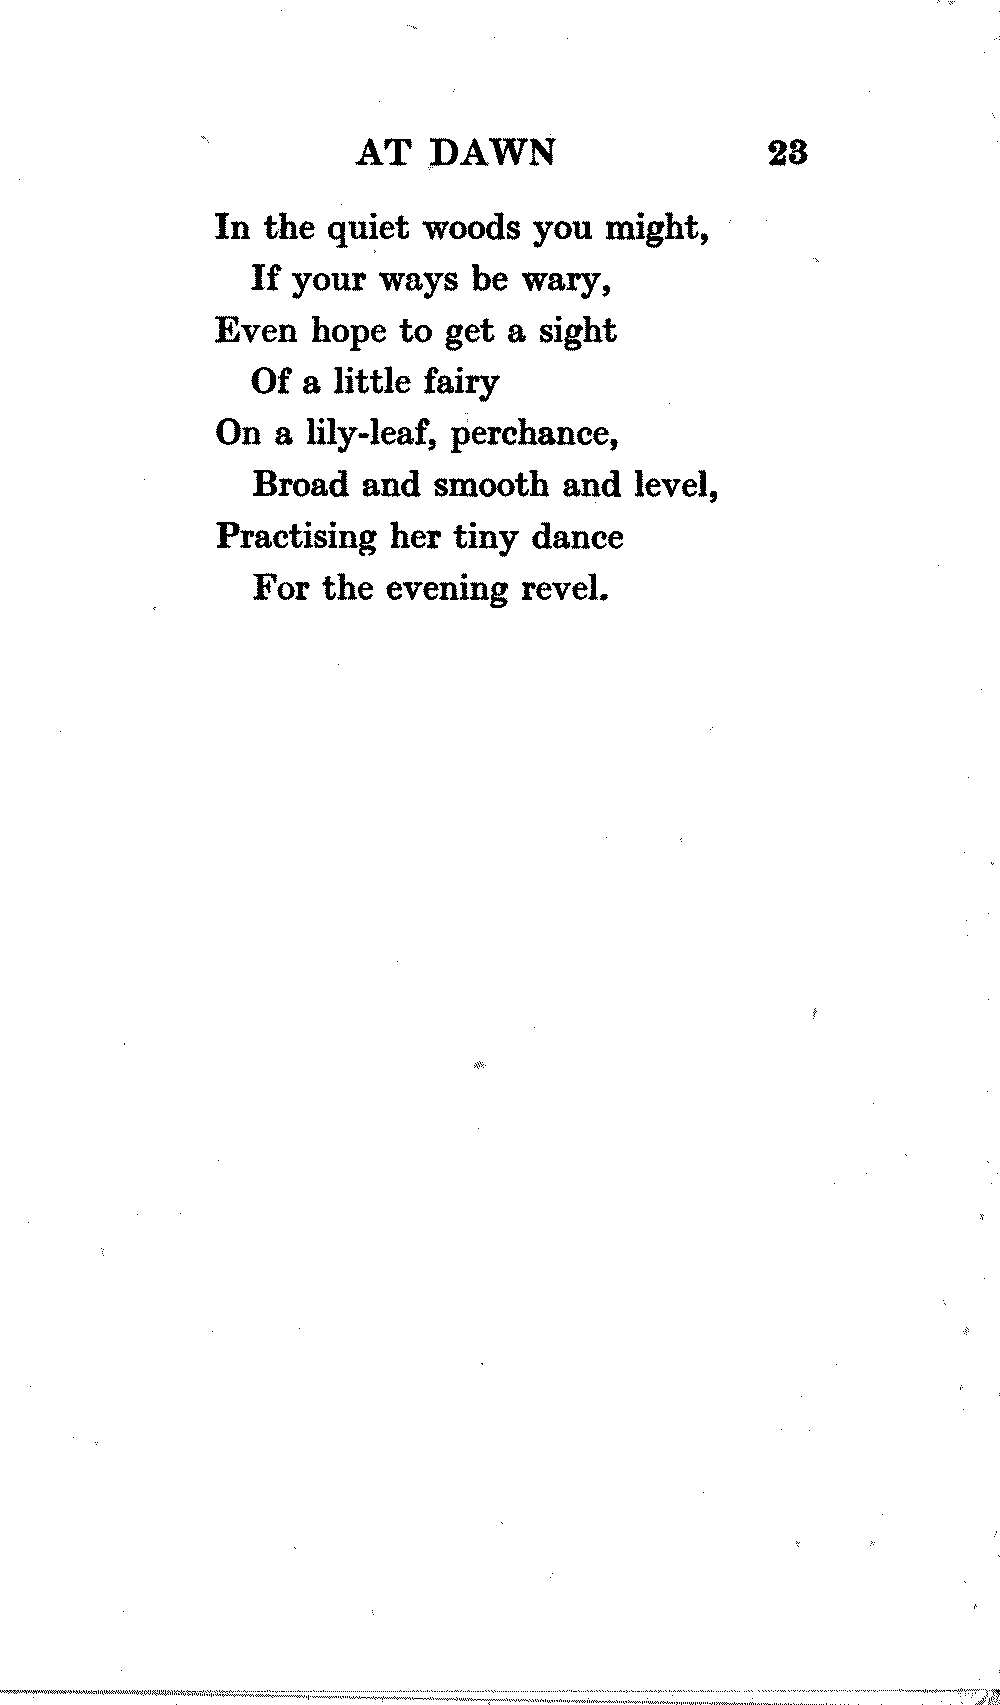 AT DAWN 23
In the quiet woods you might,
If your ways be wary,
Even hope to get a sight
Of a little fairy
On a lily-leaf, perchance,
Broad and smooth and level,
Practising her tiny dance
For the evening revel.